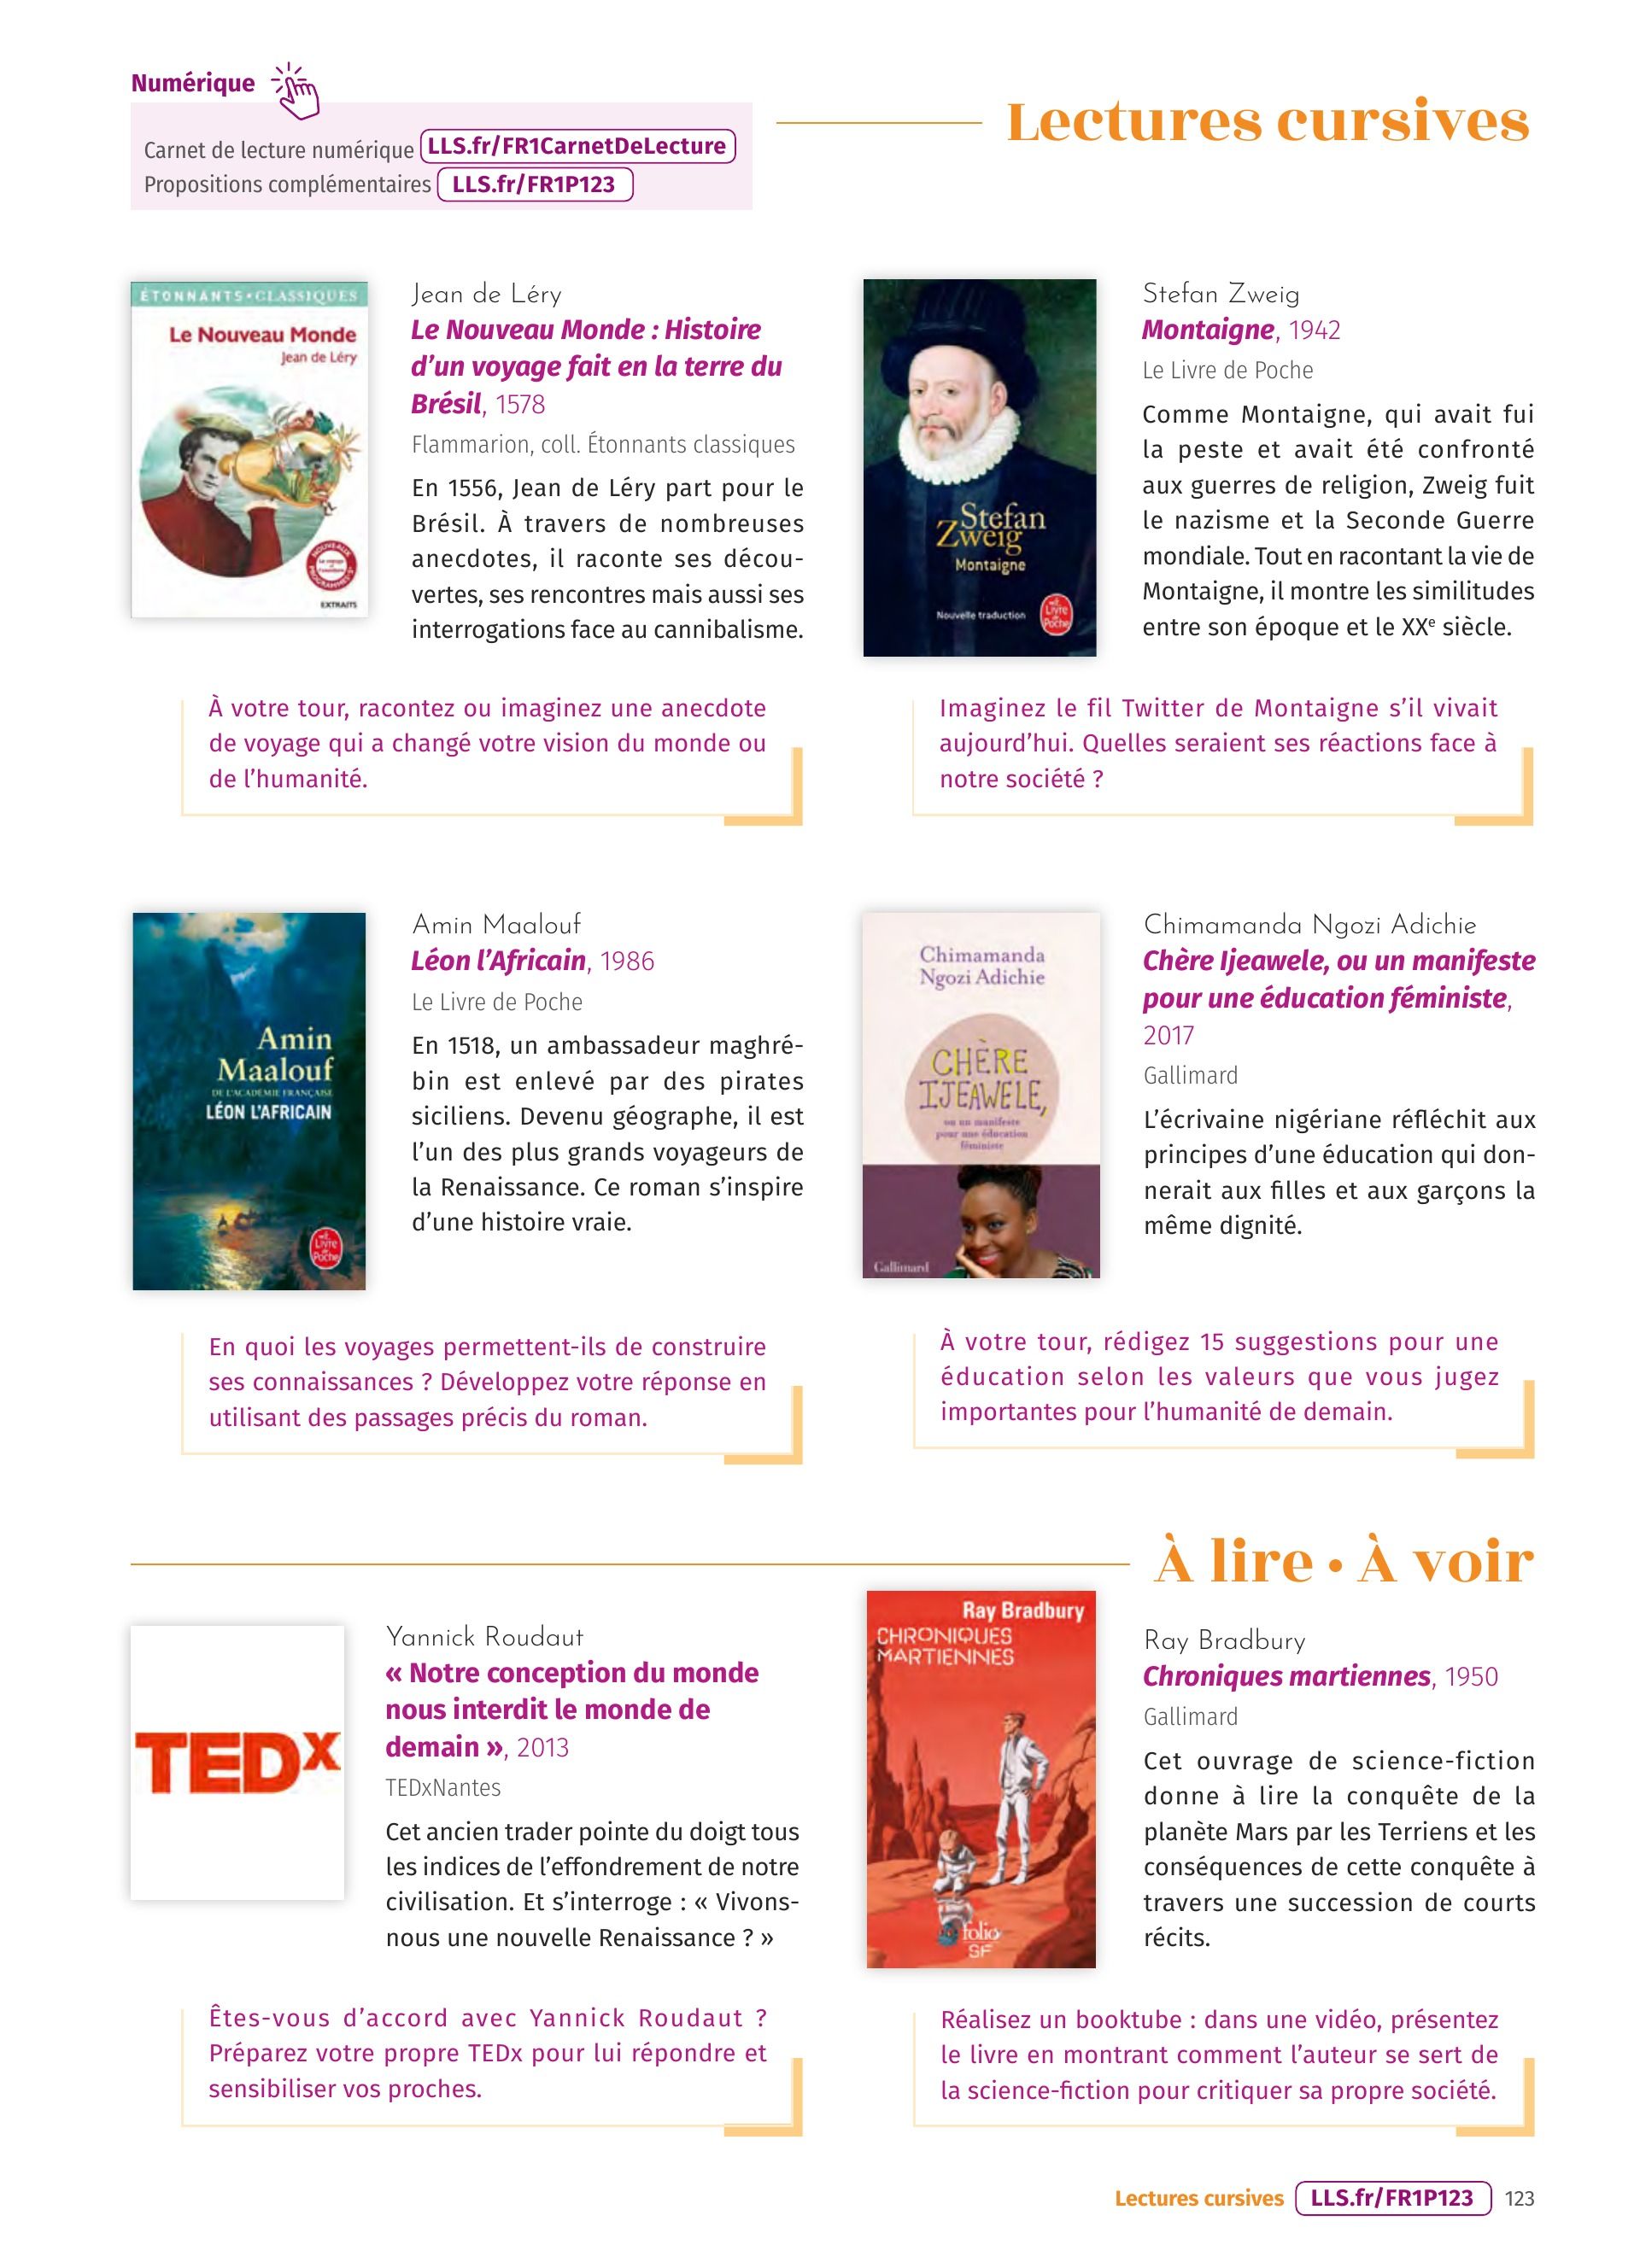 Numérique
Carnet de lecture numérique LLS.fr/FR1CarnetDeLecture
Propositions complémentaires LLS.fr/FR1P123
Lectures cursives
ÉTONNANTS•CLASSIQUES
Le Nouveau Monde
Jean de Léry
EXTRAITS
Jean de Léry
Le Nouveau Monde : Histoire
d'un voyage fait en la terre du
Brésil, 1578
Flammarion, coll. Étonnants classiques
En 1556, Jean de Léry part pour le
Brésil. À travers de nombreuses
anecdotes, il raconte ses décou-
vertes, ses rencontres mais aussi ses
interrogations face au cannibalisme.
À votre tour, racontez ou imaginez une anecdote
de voyage qui a changé votre vision du monde ou
de l'humanité.
Stefan
Zweig
Montaigne
Nouvelle traduction
Le Livre de Poche
Stefan Zweig
Montaigne, 1942
Le Livre de Poche
Comme Montaigne, qui avait fui
la peste et avait été confronté
aux guerres de religion, Zweig fuit
le nazisme et la Seconde Guerre
mondiale. Tout en racontant la vie de
Montaigne, il montre les similitudes
entre son époque et le XXe siècle.
Imaginez le fil Twitter de Montaigne s'il vivait
aujourd'hui. Quelles seraient ses réactions face à
notre société ?
Amin
Maalouf
DE L'ACADÉMIE FRANÇAISE
LÉON L'AFRICAIN
Le Livre de Poche
Amin Maalouf
Léon l'Africain, 1986
Le Livre de Poche
En 1518, un ambassadeur maghré-
bin est enlevé par des pirates
siciliens. Devenu géographe, il est
l'un des plus grands voyageurs de
la Renaissance. Ce roman s'inspire
d'une histoire vraie.
En quoi les voyages permettent-ils de construire
ses connaissances ? Développez votre réponse en
utilisant des passages précis du roman.
Chimamanda
Ngozi Adichie
CHÈRE
IJEAWELE,
ou un manifeste
pour une éducation
féministe
Gallimard
Chimamanda Ngozi Adichie
Chère Ijeawele, ou un manifeste
pour une éducation féministe,
2017
Gallimard
L'écrivaine nigériane réfléchit aux
principes d'une éducation qui don-
nerait aux filles et aux garçons la
même dignité.
À votre tour, rédigez 15 suggestions pour une
éducation selon les valeurs que vous jugez
importantes pour l'humanité de demain.
À lire • À voir
TEDx
Yannick Roudaut
« Notre conception du monde
nous interdit le monde de
demain », 2013
TEDxNantes
Cet ancien trader pointe du doigt tous
les indices de l'effondrement de notre
civilisation. Et s'interroge : « Vivons-
nous une nouvelle Renaissance ? »
Êtes-vous d'accord avec Yannick Roudaut ?
Préparez votre propre TEDx pour lui répondre et
sensibiliser vos proches.
Ray Bradbury
CHRONIQUES
MARTIENNES
folio
SF
Ray Bradbury
Chroniques martiennes, 1950
Gallimard
Cet ouvrage de science-fiction
donne à lire la conquête de la
planète Mars par les Terriens et les
conséquences de cette conquête à
travers une succession de courts
récits.
Réalisez un booktube : dans une vidéo, présentez
le livre en montrant comment l'auteur se sert de
la science-fiction pour critiquer sa propre société.
Lectures cursives LLS.fr/FR1P123 123